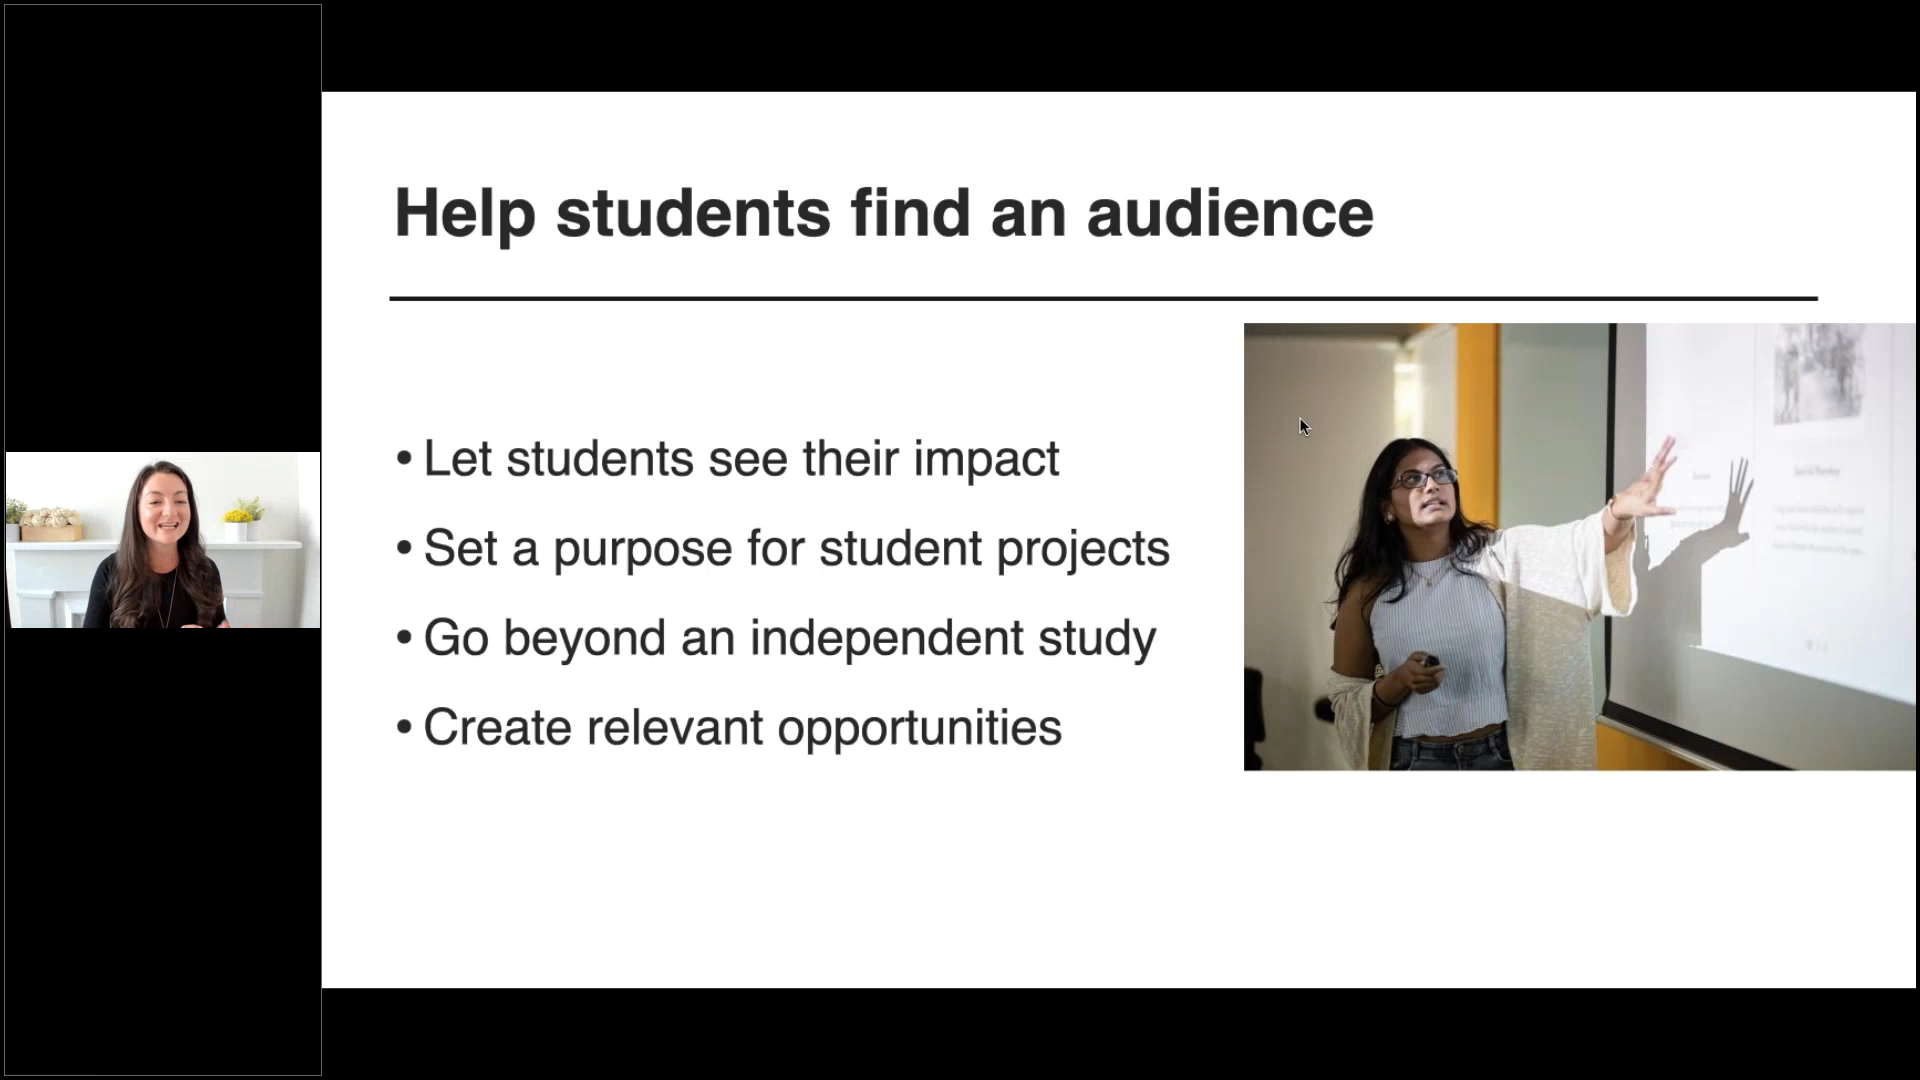 Help students find an audience
• Let students see their impact
• Set a purpose for student projects
• Go beyond an independent study
• Create relevant opportunities